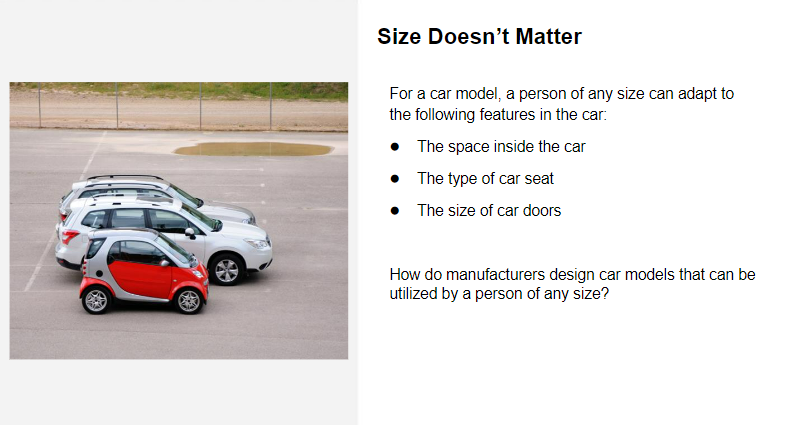 Size Doesn’t Matter
For a car model, a person of any size can adapt to
the following features in the car:
● The space inside the car
● The type of car seat
● The size of car doors
How do manufacturers design car models that can be
utilized by a person of any size?